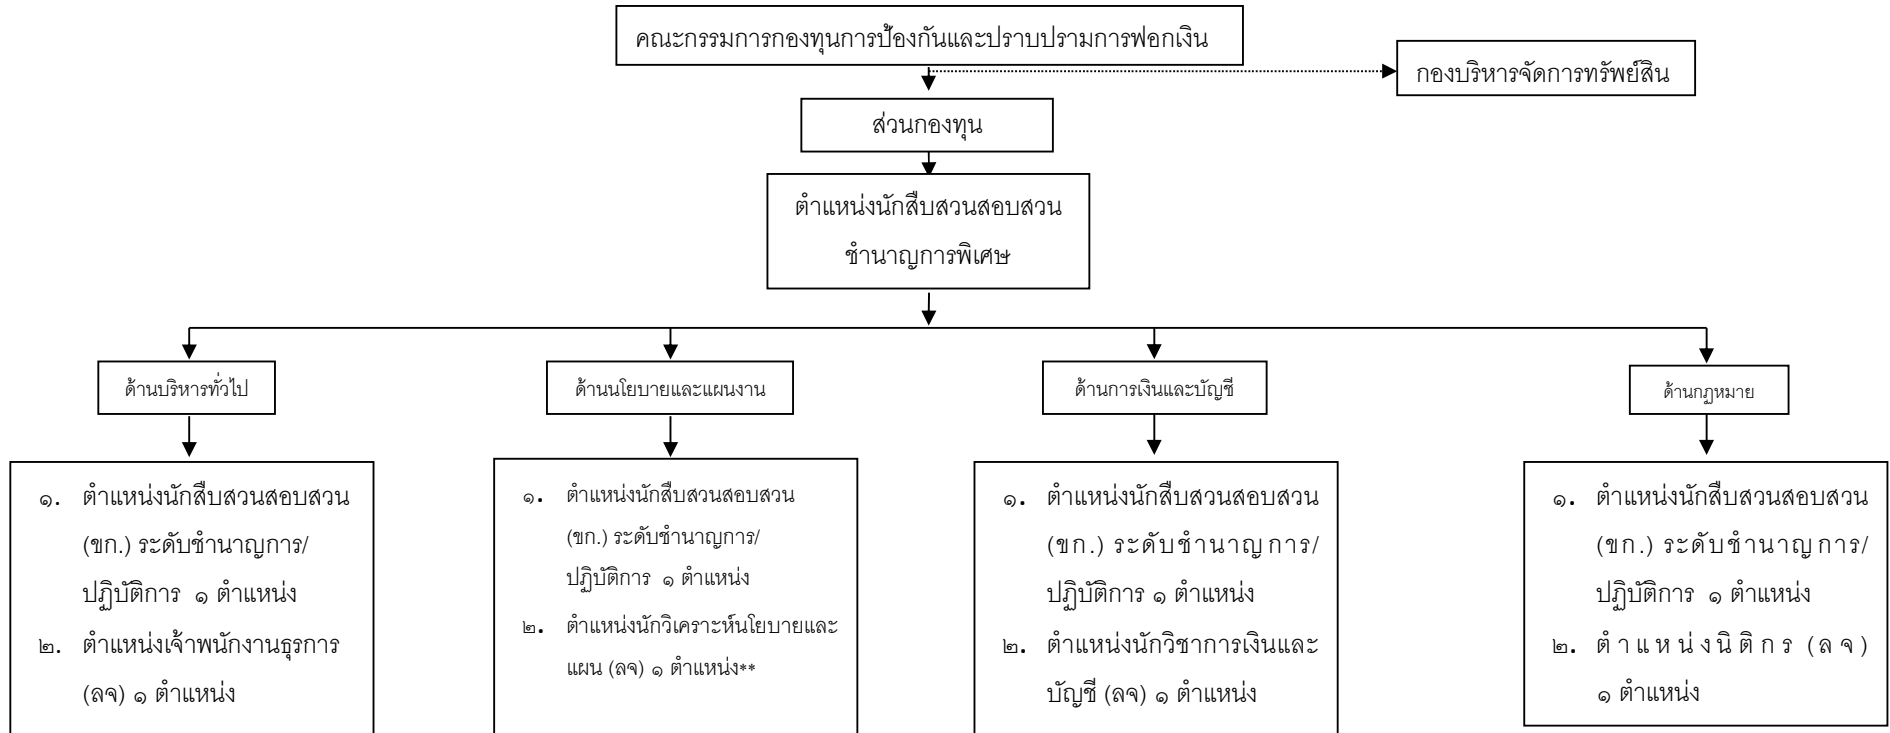 คณะกรรมการกองทุนการป้องกันและปราบปรามการฟอกเงิน
กองบริหารจัดการทรัพย์สิน
ส่วนกองทุน
ตำแหน่งนักสืบสวนสอบสวน
ชำนาญการพิเศษ
ด้านบริหารทั่วไป
ด้านนโยบายและแผนงาน
ด้านการเงินและบัญชี
ด้านกฎหมาย
๑. ตำแหน่งนักสืบสวนสอบสวน
(ขก.) ระดับชำนาญการ/
ปฏิบัติการ ๑ ตำแหน่ง
๒. ตำแหน่งเจ้าพนักงานธุรการ
(ลจ) ๑ ตำแหน่ง
๑. ตำแหน่งนักสืบสวนสอบสวน
(ขก.) ระดับชำนาญการ/
ปฏิบัติการ ๑ ตำแหน่ง
๒. ตำแหน่งนักวิเคราะห์นโยบายและ
แผน (ลจ) ๑ ตำแหน่ง**
๑. ตำแหน่งนักสืบสวนสอบสวน
(ขก.) ระดับชำนาญการ/
ปฏิบัติการ ๑ ตำแหน่ง
๒. ตำแหน่งนักวิชาการเงินและ
บัญชี (ลจ) ๑ ตำแหน่ง
๑. ตำแหน่งนักสืบสวนสอบสวน
(ขก.) ระดับชำนาญการ/
ปฏิบัติการ ๑ ตำแหน่ง
๒. ตำแหน่งนิติกร (ลจ)
๑ ตำแหน่ง